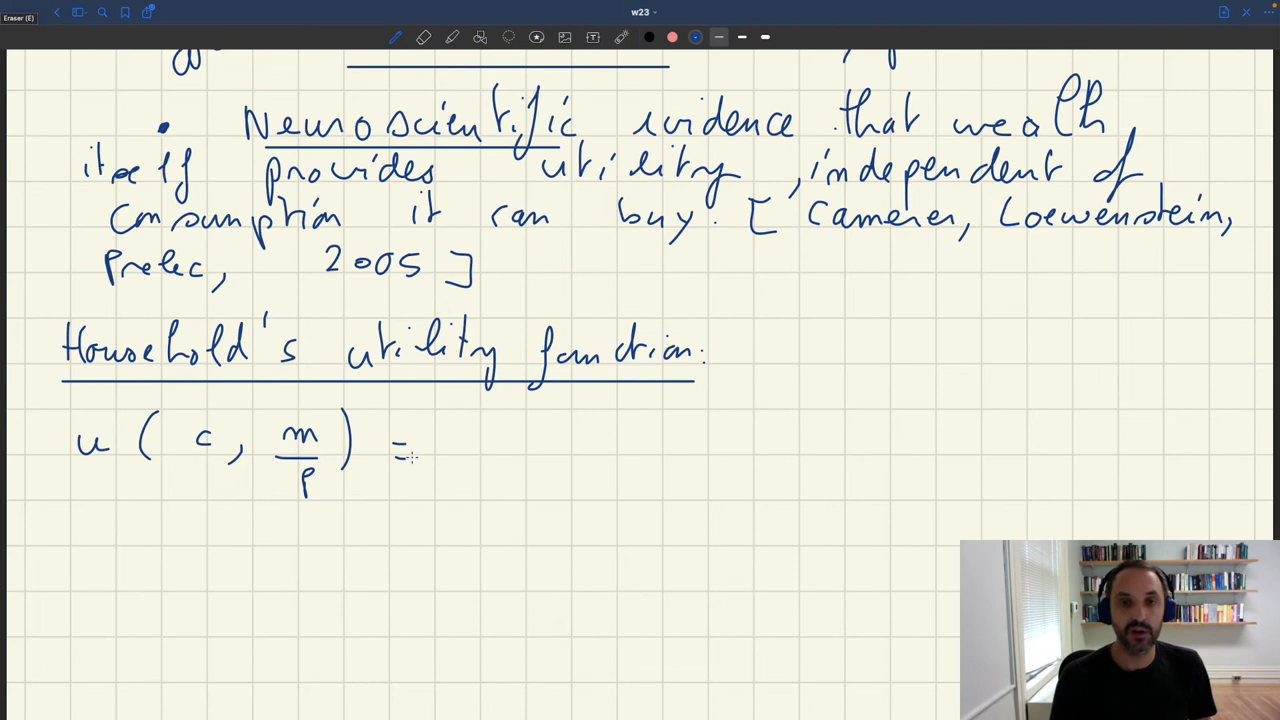 Eraser (E)
w23
• Neuroscientific evidence that wealth
itself provides utility, independent of
consumption it can buy. [Camerer, Loewenstein,
Prelec, 2005]
Household's utility function:
u ( c, m/p ) =